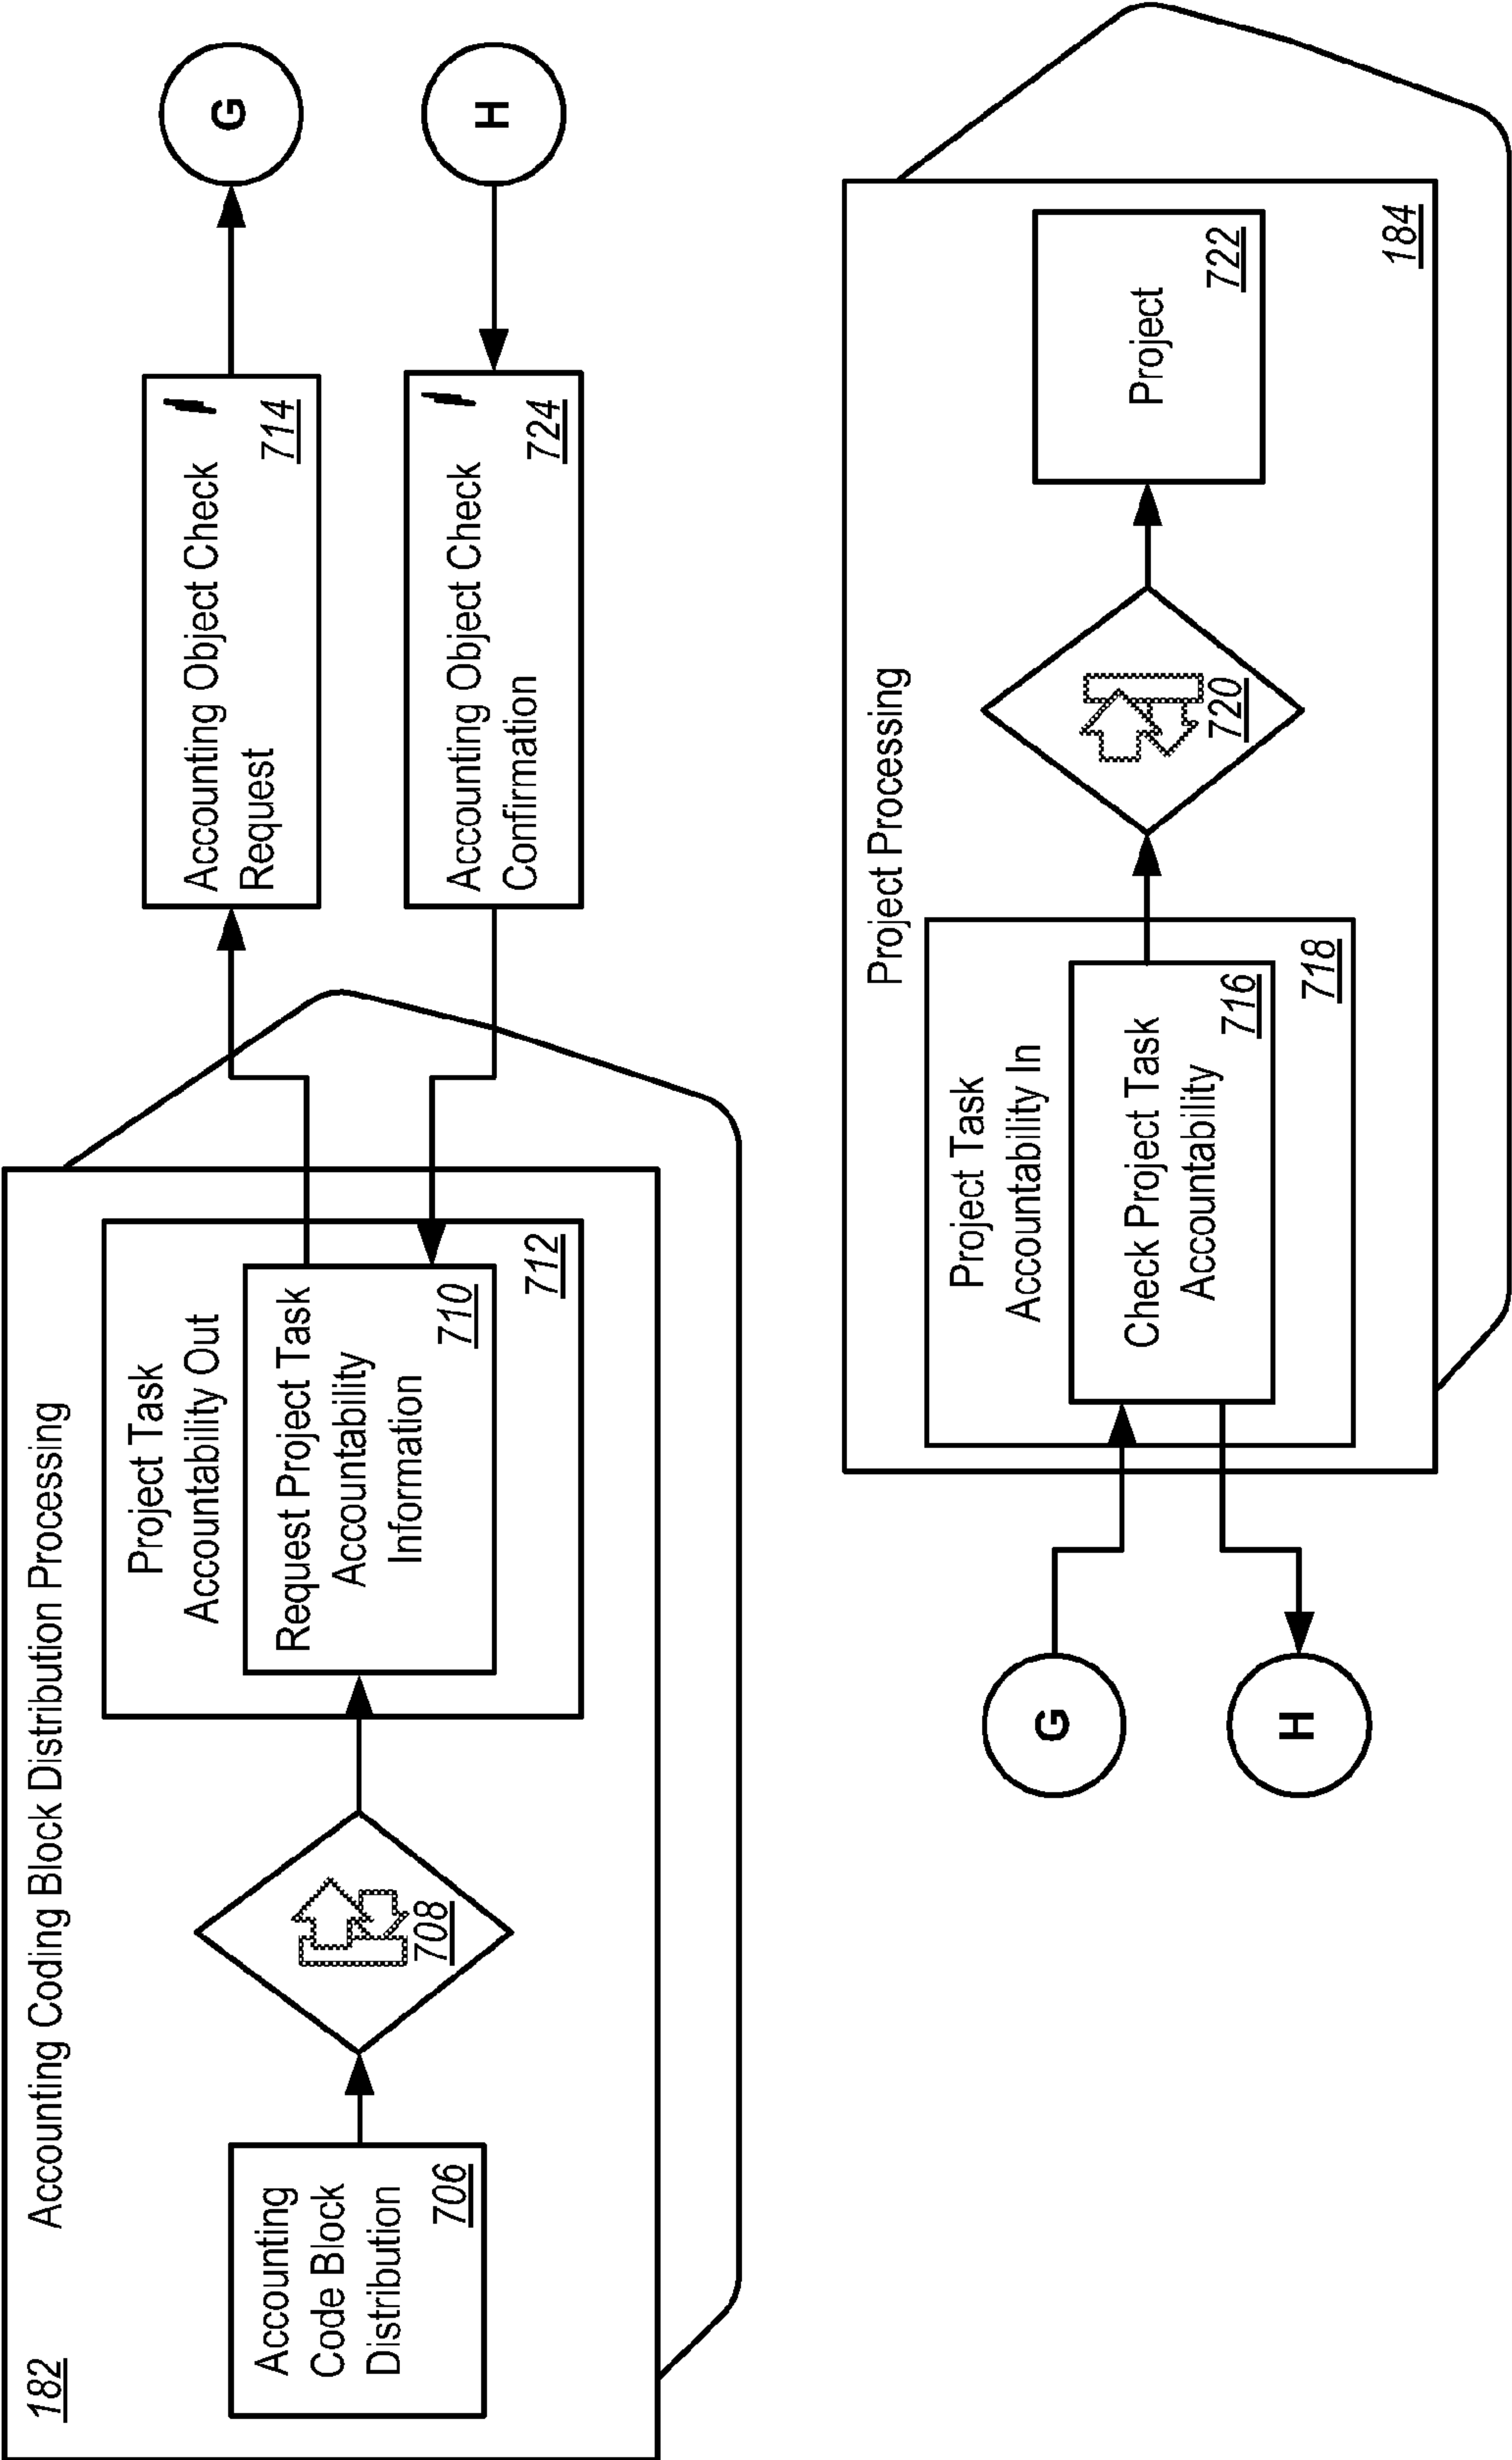 182
Accounting Coding Block Distribution Processing
Accounting
Code Block
Distribution
706
708
Project Task
Accountability Out
Request Project Task
Accountability
Information
710
712
Accounting Object Check
Request
714
G
Accounting Object Check
Confirmation
724
H
G
H
Project Processing
Project Task
Accountability In
Check Project Task
Accountability
716
718
720
Project
722
184